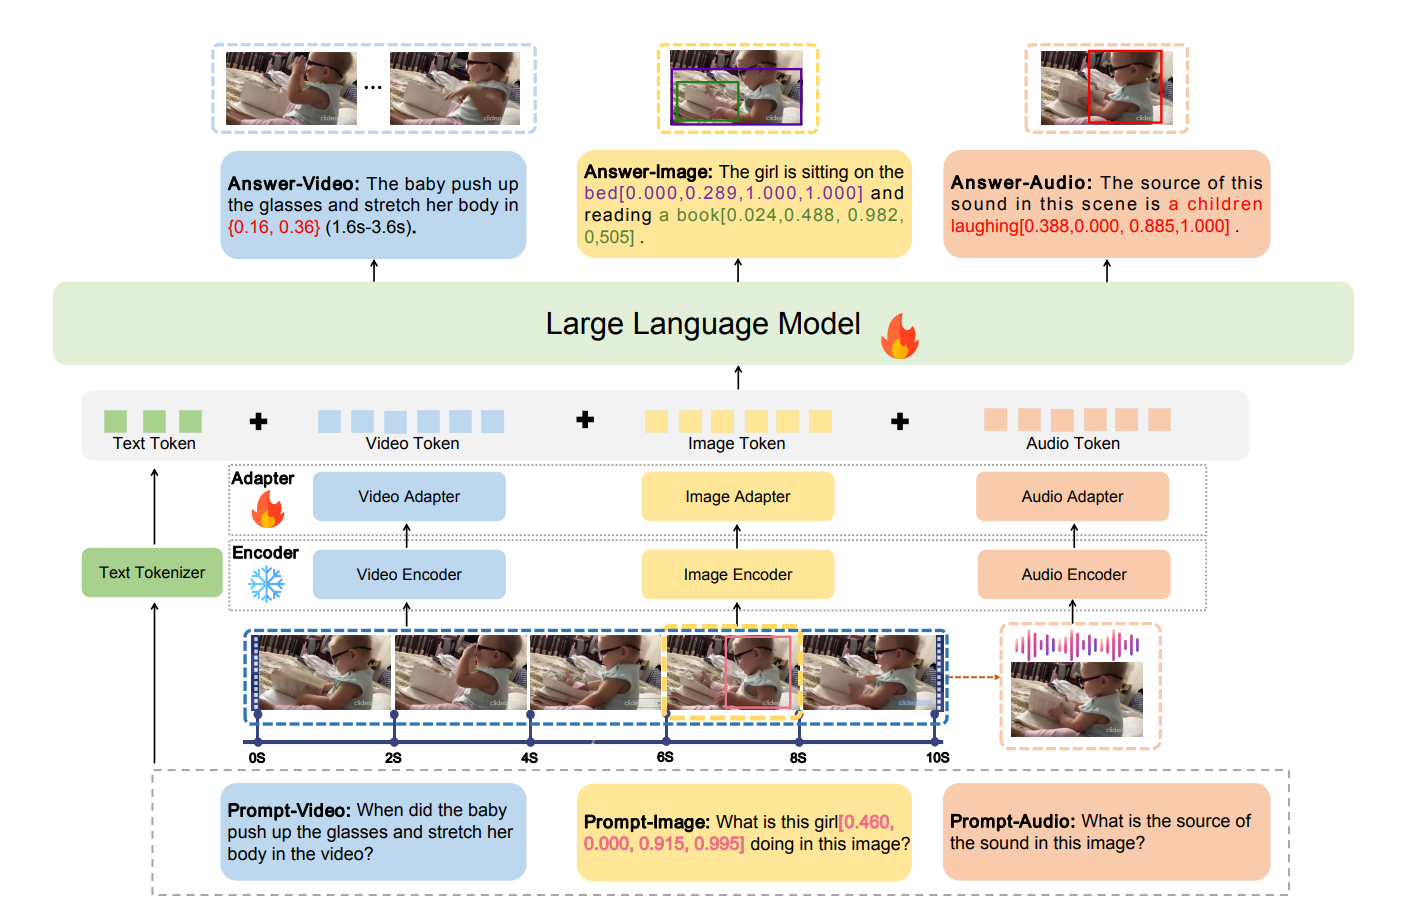 Answer-Video: The baby push up
the glasses and stretch her body in
{0.16, 0.36} (1.6s-3.6s).
Answer-Image: The girl is sitting on the
bed[0.000,0.289,1.000,1.000] and
reading a book[0.024,0.488, 0.982,
0,505] .
Answer-Audio: The source of this
sound in this scene is a children
laughing[0.388,0.000, 0.885,1.000] .
Large Language Model
Text Token
Video Token
Image Token
Audio Token
Adapter
Video Adapter
Image Adapter
Audio Adapter
Text Tokenizer
Encoder
Video Encoder
Image Encoder
Audio Encoder
0S
2S
4S
6S
8S
10S
Prompt-Video: When did the baby
push up the glasses and stretch her
body in the video?
Prompt-Image: What is this girl[0.460,
0.000, 0.915, 0.995] doing in this image?
Prompt-Audio: What is the source of
the sound in this image?